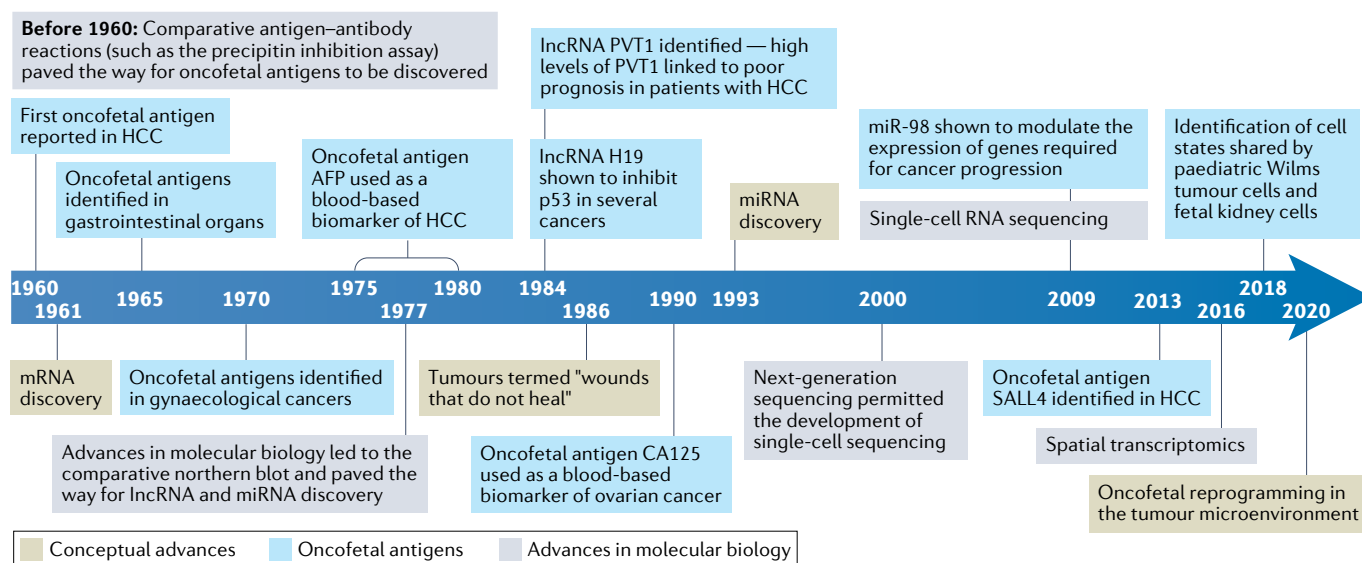 Before 1960: Comparative antigen–antibody
reactions (such as the precipitin inhibition assay)
paved the way for oncofetal antigens to be discovered
First oncofetal antigen
reported in HCC
Oncofetal antigens
identified in
gastrointestinal organs
Oncofetal antigen
AFP used as a
blood-based
biomarker of HCC
lncRNA PVT1 identified — high
levels of PVT1 linked to poor
prognosis in patients with HCC
lncRNA H19
shown to inhibit
p53 in several
cancers
miRNA
discovery
miR-98 shown to modulate the
expression of genes required
for cancer progression
Single-cell RNA sequencing
Identification of cell
states shared by
paediatric Wilms
tumour cells and
fetal kidney cells
1960
1961
1965
1970
1975
1977
1980
1984
1986
1990
1993
2000
2009
2013
2016
2018
2020
mRNA
discovery
Oncofetal antigens identified
in gynaecological cancers
Advances in molecular biology led to the
comparative northern blot and paved the
way for lncRNA and miRNA discovery
Tumours termed "wounds
that do not heal"
Oncofetal antigen CA125
used as a blood-based
biomarker of ovarian cancer
Next-generation
sequencing permitted
the development of
single-cell sequencing
Oncofetal antigen
SALL4 identified in HCC
Spatial transcriptomics
Oncofetal reprogramming in
the tumour microenvironment
Conceptual advances
Oncofetal antigens
Advances in molecular biology